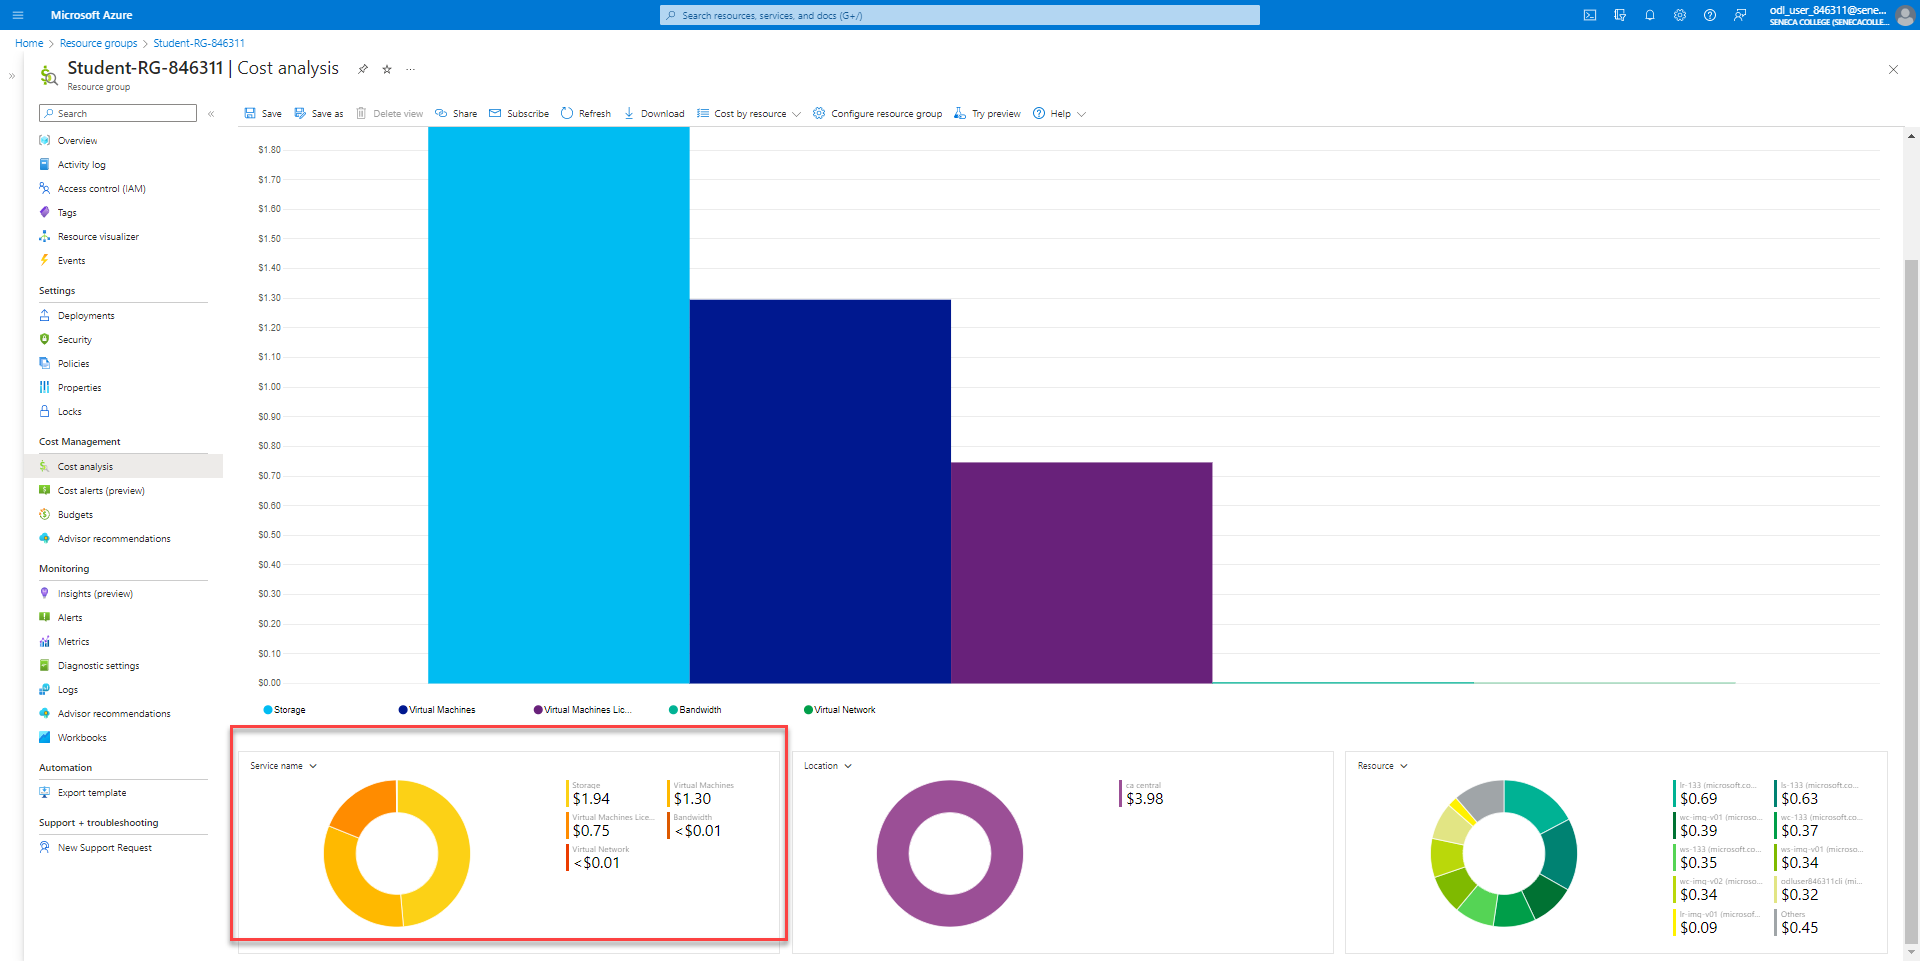 Microsoft Azure
Search resources, services, and docs (G+/)
odl_user_846311@sene...
SENECA COLLEGE (SENECACOLLE...
Home > Resource groups > Student-RG-846311
Student-RG-846311 | Cost analysis
Resource group
Search
Save Save as Delete view Share Subscribe Refresh Download Cost by resource Configure resource group Try preview Help
Overview
Activity log
Access control (IAM)
Tags
Resource visualizer
Events
Settings
Deployments
Security
Policies
Properties
Locks
Cost Management
Cost analysis
Cost alerts (preview)
Budgets
Advisor recommendations
Monitoring
Insights (preview)
Alerts
Metrics
Diagnostic settings
Logs
Advisor recommendations
Workbooks
Automation
Export template
Support + troubleshooting
New Support Request
$1.80
$1.70
$1.60
$1.50
$1.40
$1.30
$1.20
$1.10
$1.00
$0.90
$0.80
$0.70
$0.60
$0.50
$0.40
$0.30
$0.20
$0.10
$0.00
Storage Virtual Machines Virtual Machines Lic... Bandwidth Virtual Network
Service name
Storage
$1.94
Virtual Machines
$1.30
Virtual Machines Lice...
$0.75
Bandwidth
<$0.01
Virtual Network
<$0.01
Location
ca central
$3.98
Resource
lr-133 (microsoft.co...
$0.69
ls-133 (microsoft.co...
$0.63
wc-img-v01 (microso...
$0.39
wc-133 (microsoft.co...
$0.37
ws-133 (microsoft.co...
$0.35
ws-img-v01 (microso...
$0.34
wc-img-v02 (microso...
$0.34
odluser846311cli (mi...
$0.32
lr-img-v01 (microsof...
$0.09
Others
$0.45